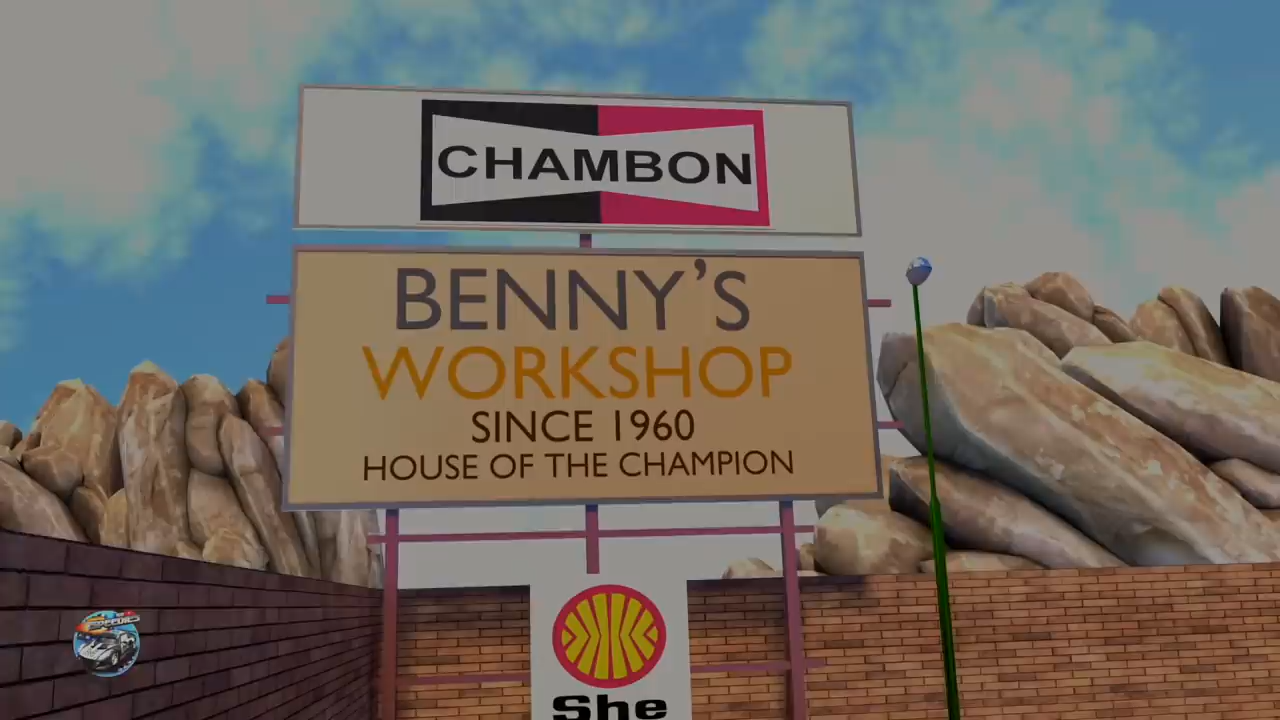 CHAMBON
BENNY'S
WORKSHOP
SINCE 1960
HOUSE OF THE CHAMPION
She